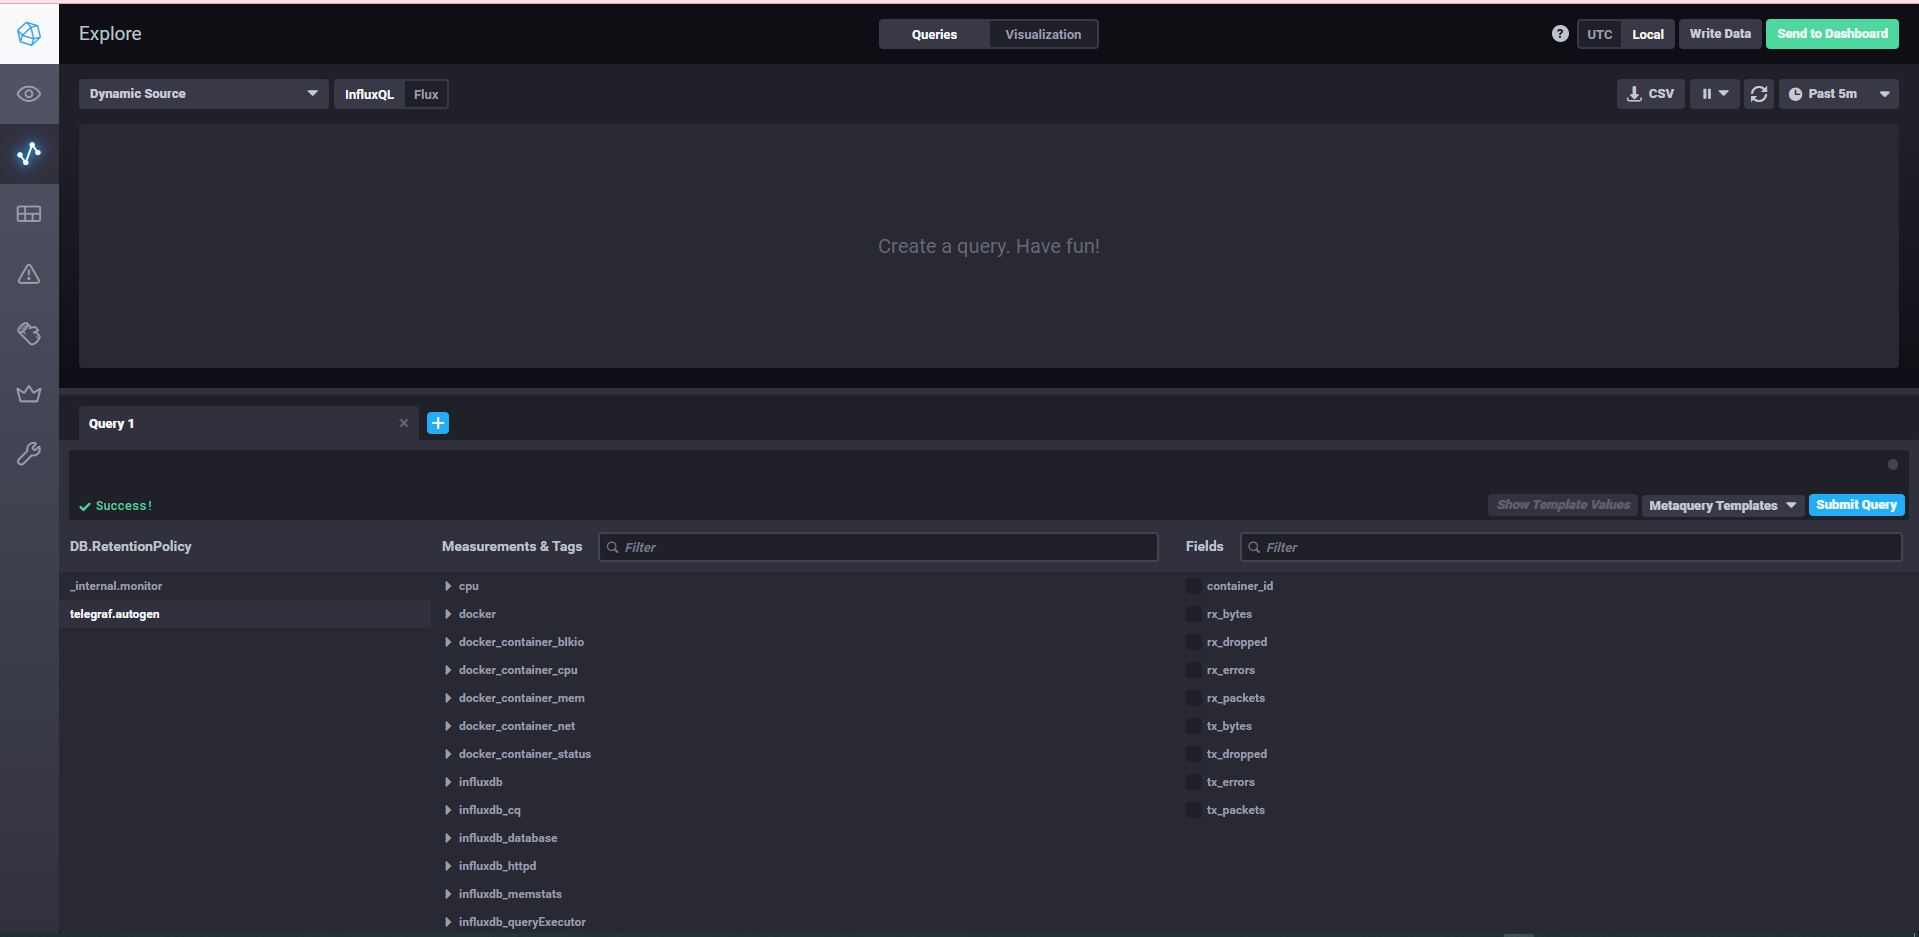 Explore
Queries
Visualization
?
UTC
Local
Write Data
Send to Dashboard
Dynamic Source
InfluxQL
Flux
CSV
Past 5m
Create a query. Have fun!
Query 1
Success!
Show Template Values
Metaquery Templates
Submit Query
DB.RetentionPolicy
Measurements & Tags
Filter
Fields
Filter
_internal.monitor
telegraf.autogen
cpu
docker
docker_container_blkio
docker_container_cpu
docker_container_mem
docker_container_net
docker_container_status
influxdb
influxdb_cq
influxdb_database
influxdb_httpd
influxdb_memstats
influxdb_queryExecutor
container_id
rx_bytes
rx_dropped
rx_errors
rx_packets
tx_bytes
tx_dropped
tx_errors
tx_packets